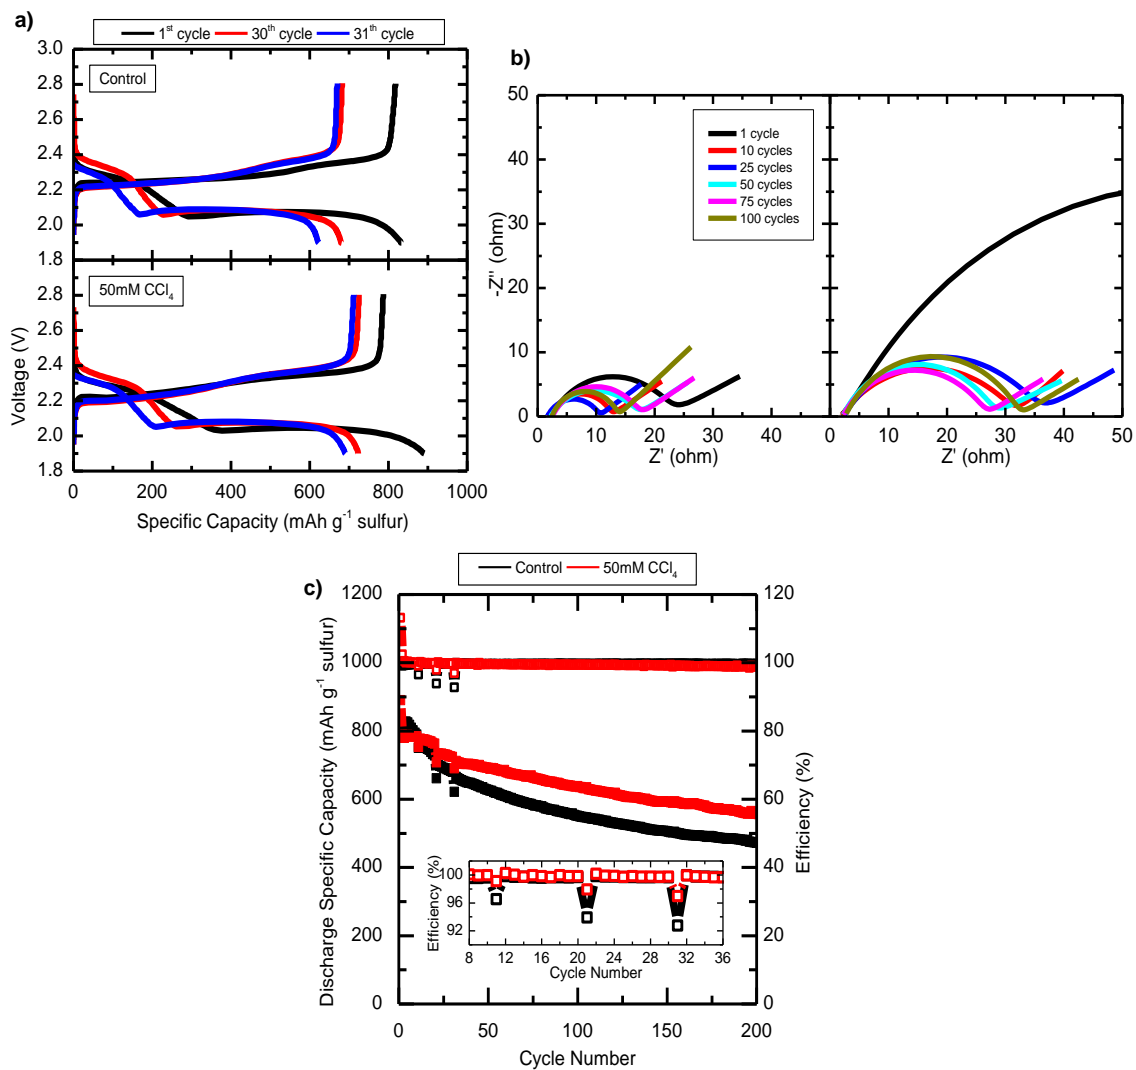 a)
1st cycle 30th cycle 31th cycle
Control
3.0
2.8
2.6
2.4
2.2
2.0
1.8
50mM CCl4
2.8
2.6
2.4
2.2
2.0
1.8
Voltage (V)
0 200 400 600 800 1000
Specific Capacity (mAh g-1 sulfur)
b)
50
40
30
20
10
0
-Z'' (ohm)
1 cycle
10 cycles
25 cycles
50 cycles
75 cycles
100 cycles
0 10 20 30 40 0 10 20 30 40 50
Z' (ohm) Z' (ohm)
c)
Control 50mM CCl4
1200
1000
800
600
400
200
0
Discharge Specific Capacity (mAh g-1 sulfur)
120
100
80
60
40
20
0
Efficiency (%)
100
96
92
Efficiency (%)
8 12 16 20 24 28 32 36
Cycle Number
0 50 100 150 200
Cycle Number